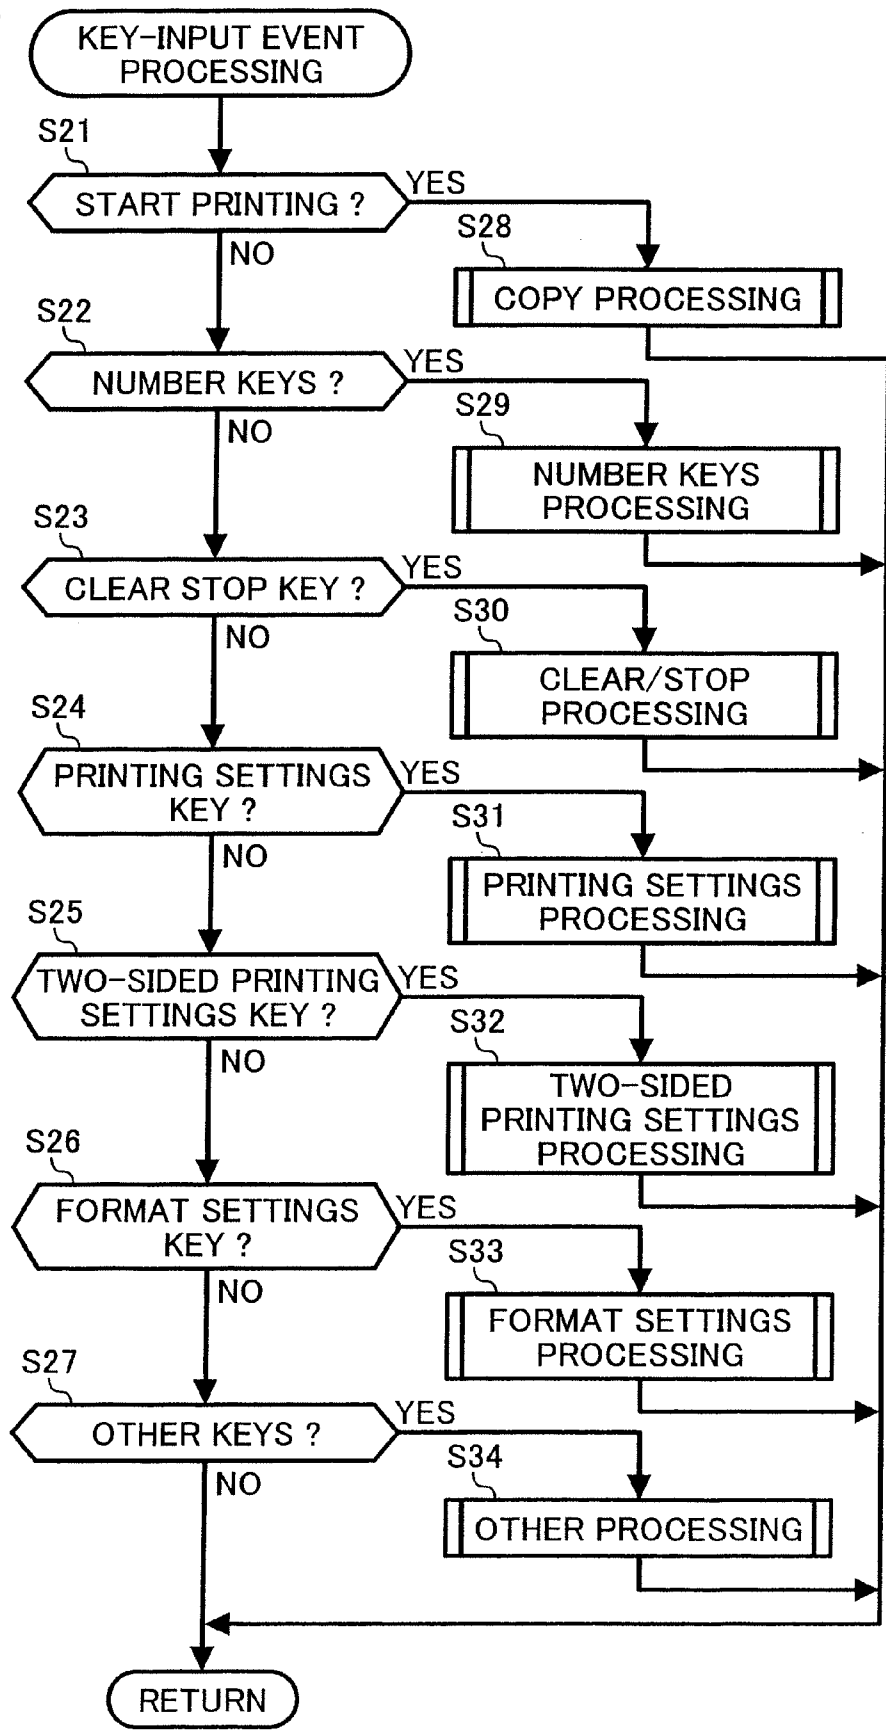 KEY-INPUT EVENT
PROCESSING
S21
START PRINTING ?
YES
NO
S28
COPY PROCESSING
S22
NUMBER KEYS ?
YES
NO
S29
NUMBER KEYS
PROCESSING
S23
CLEAR STOP KEY ?
YES
NO
S30
CLEAR/STOP
PROCESSING
S24
PRINTING SETTINGS
KEY ?
YES
NO
S31
PRINTING SETTINGS
PROCESSING
S25
TWO-SIDED PRINTING
SETTINGS KEY ?
YES
NO
S32
TWO-SIDED
PRINTING SETTINGS
PROCESSING
S26
FORMAT SETTINGS
KEY ?
YES
NO
S33
FORMAT SETTINGS
PROCESSING
S27
OTHER KEYS ?
YES
NO
S34
OTHER PROCESSING
RETURN